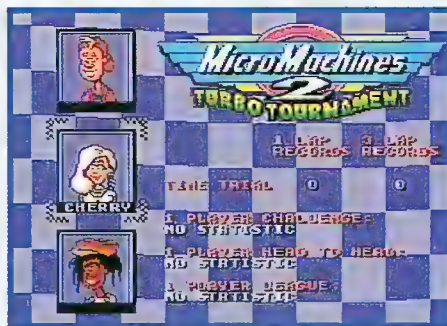 MicroMachines
2
TURBO TOURNAMENT
1 LAP RECORDS
3 LAP RECORDS
TIME TRIAL 0 0
CHERRY
1 PLAYER CHALLENGE:
NO STATISTIC
1 PLAYER HEAD TO HEAD:
NO STATISTIC
1 PLAYER LEAGUE:
NO STATISTIC